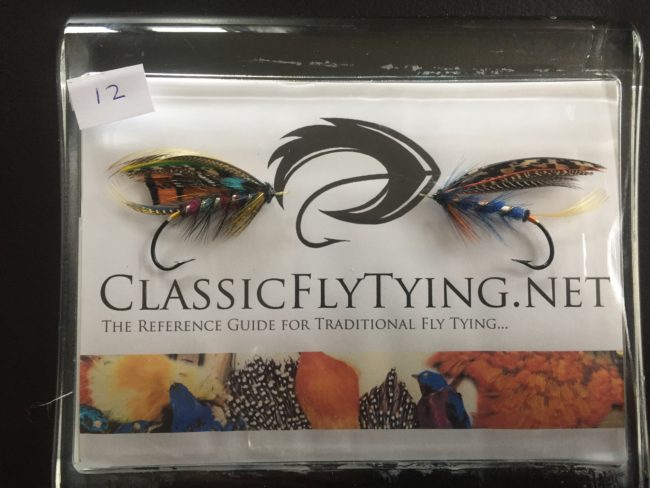 12
CLASSICFLYTYING.NET
THE REFERENCE GUIDE FOR TRADITIONAL FLY TYING...